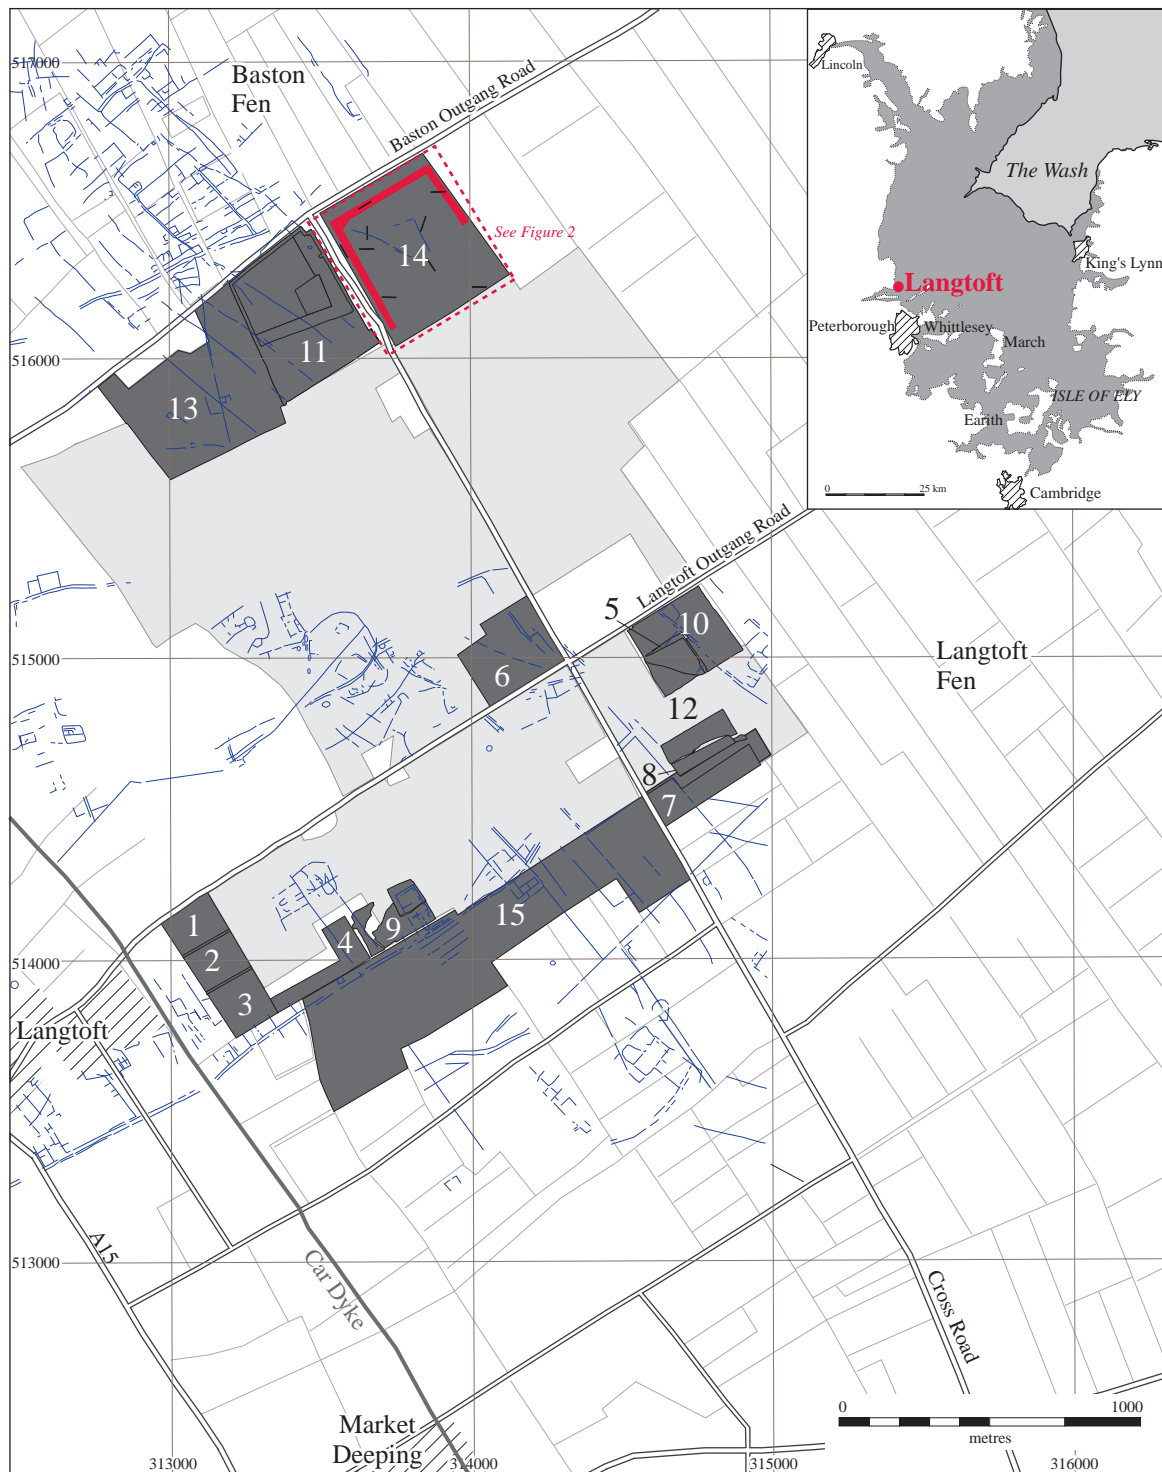 517000
Baston
Fen
Baston Outgang Road
See Figure 2
14
516000
11
13
Langtoft Outgang Road
5
10
515000
6
12
Langtoft
Fen
8
7
1
2
3
4
9
15
514000
Langtoft
A15
513000
Car Dyke
Cross Road
Market
Deeping
313000
314000
315000
316000
0 1000
metres
Lincoln
The Wash
King's Lynn
Langtoft
Peterborough
Whittlesey
March
ISLE OF ELY
Earith
0 25 km
Cambridge